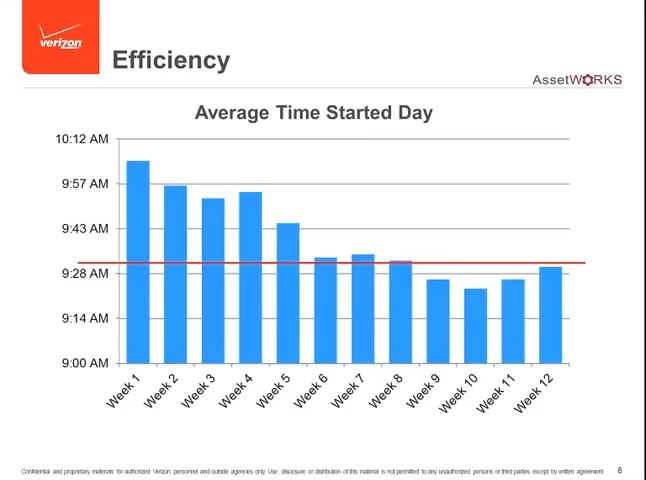 verizon
Efficiency
AssetWORKS
Average Time Started Day
10:12 AM
9:57 AM
9:43 AM
9:28 AM
9:14 AM
9:00 AM
Week 1
Week 2
Week 3
Week 4
Week 5
Week 6
Week 7
Week 8
Week 9
Week 10
Week 11
Week 12
Confidential and proprietary materials for authorized Verizon personnel and outside agencies only. Use, disclosure or distribution of this material is not permitted to any unauthorized persons or third parties except by written agreement.
8